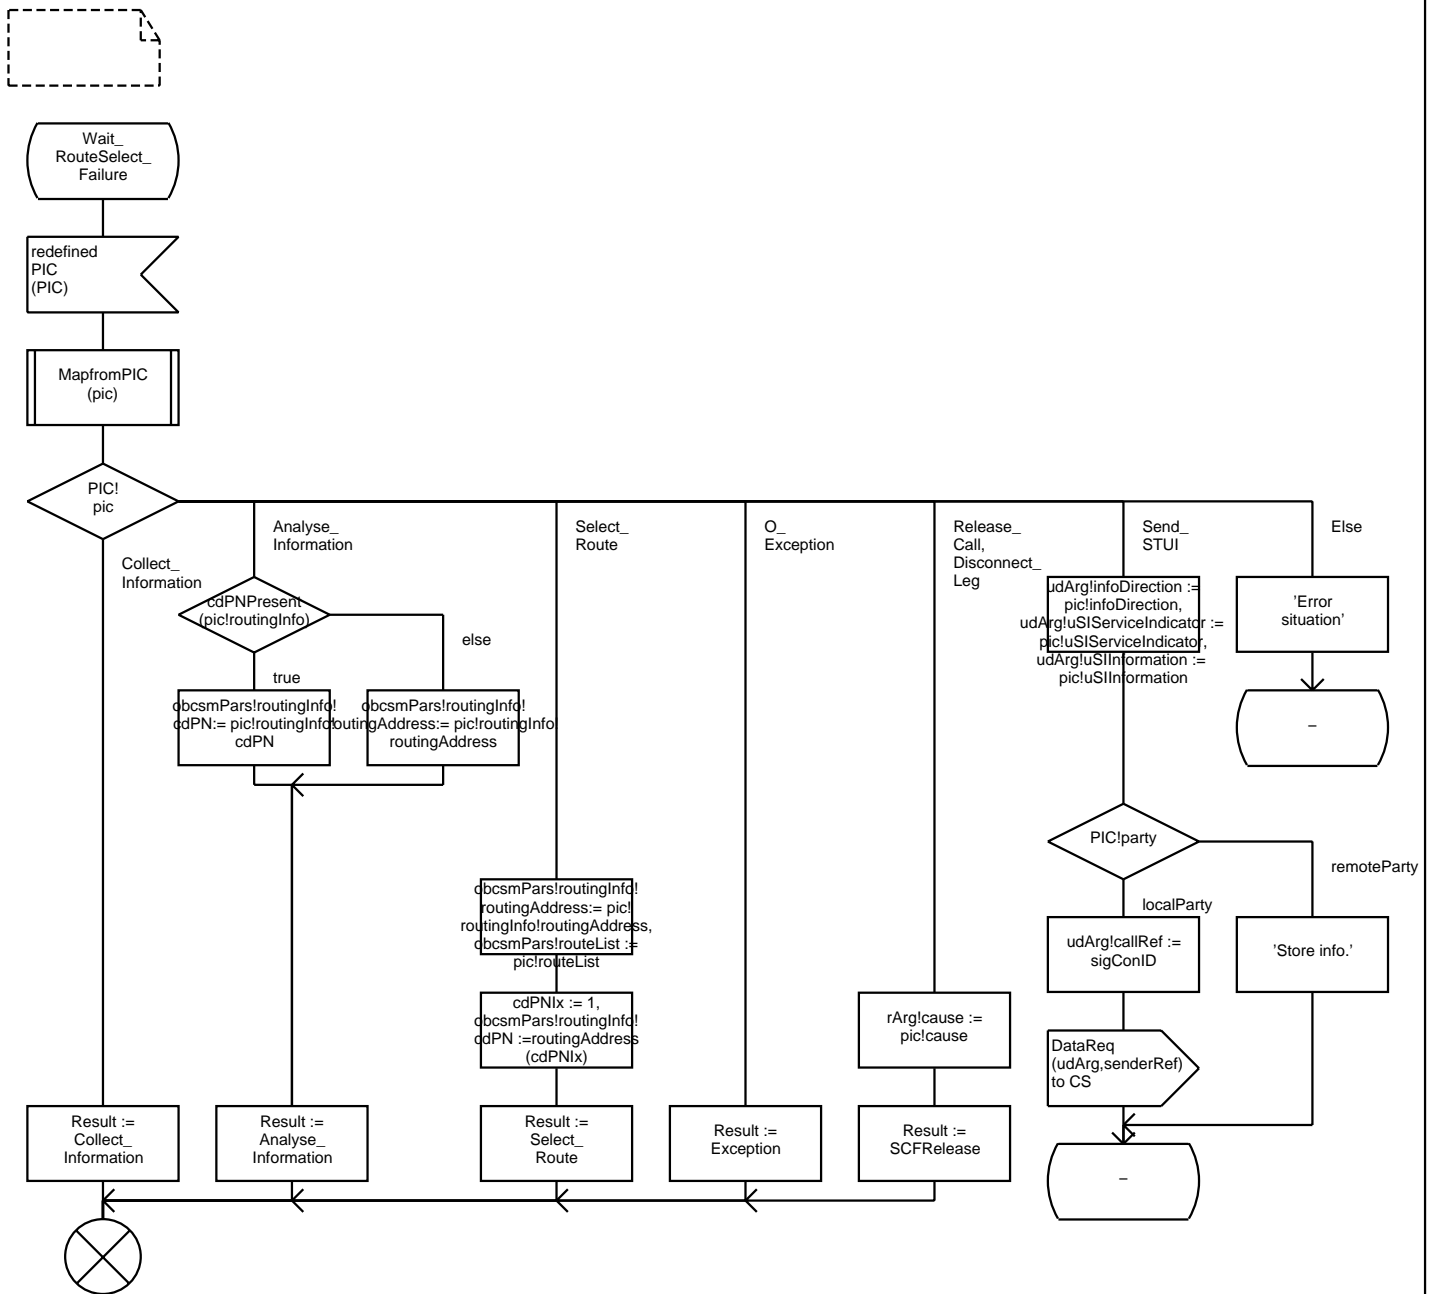 Wait_
RouteSelect_
Failure
redefined
PIC
(PIC)
MapfromPIC
(pic)
PIC!
pic
Collect_
Information
Analyse_
Information
Select_
Route
O_
Exception
Release_
Call,
Disconnect_
Leg
Send_
STUI
Else
cdPNPresent
(pic!routingInfo)
else
true
obcsmPars!routingInfo!
cdPN:= pic!routingInfo!
cdPN
obcsmPars!routingInfo!
routingAddress:= pic!routingInfo!
routingAddress
udArg!infoDirection :=
pic!infoDirection,
udArg!uSIServiceIndicator :=
pic!uSIServiceIndicator,
udArg!uSIInformation :=
pic!uSIInformation
'Error
situation'
–
PIC!party
remoteParty
localParty
obcsmPars!routingInfo!
routingAddress:= pic!
routingInfo!routingAddress,
obcsmPars!routeList :=
pic!routeList
udArg!callRef :=
sigConID
'Store info.'
cdPNIx := 1,
obcsmPars!routingInfo!
cdPN :=routingAddress
(cdPNIx)
rArg!cause :=
pic!cause
DataReq
(udArg,senderRef)
to CS
Result :=
Collect_
Information
Result :=
Analyse_
Information
Result :=
Select_
Route
Result :=
Exception
Result :=
SCFRelease
–